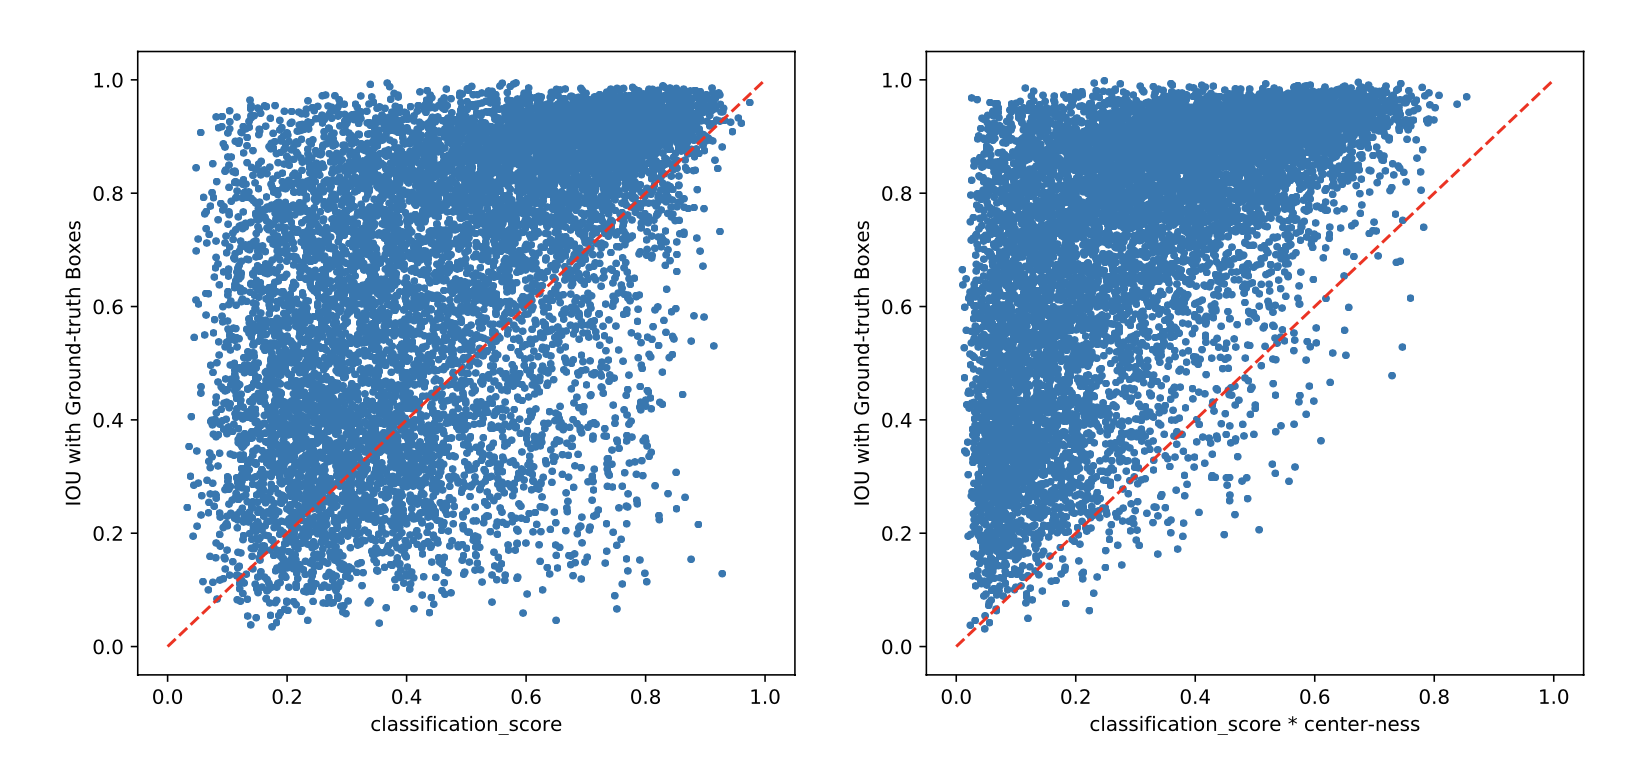 1.0
0.8
0.6
0.4
0.2
0.0
IOU with Ground-truth Boxes
0.0 0.2 0.4 0.6 0.8 1.0
classification_score
1.0
0.8
0.6
0.4
0.2
0.0
IOU with Ground-truth Boxes
0.0 0.2 0.4 0.6 0.8 1.0
classification_score * center-ness